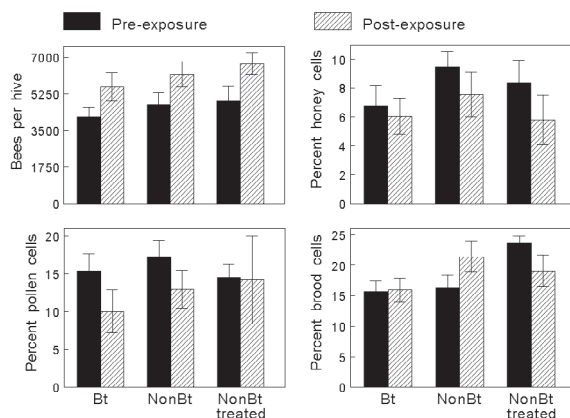 Pre-exposure
Post-exposure
Bees per hive
7000
5250
3500
1750
0
Percent honey cells
10
8
6
4
2
0
Percent pollen cells
20
15
10
5
0
Bt
NonBt
NonBt
treated
Percent brood cells
25
20
15
10
5
0
Bt
NonBt
NonBt
treated